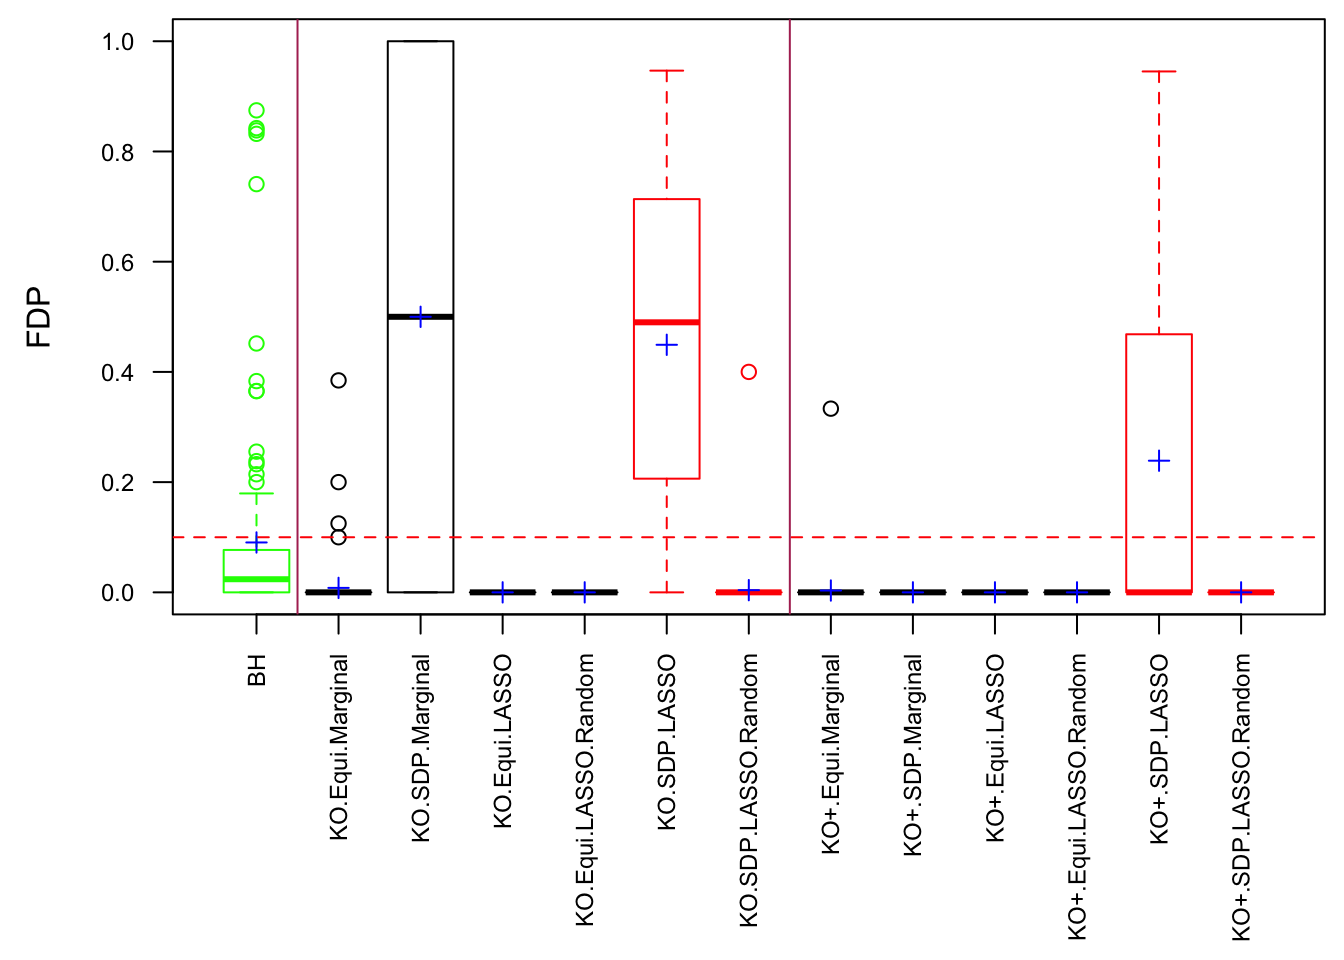 FDP
1.0
0.8
0.6
0.4
0.2
0.0
BH
KO.Equi.Marginal
KO.SDP.Marginal
KO.Equi.LASSO
KO.Equi.LASSO.Random
KO.SDP.LASSO
KO.SDP.LASSO.Random
KO+.Equi.Marginal
KO+.SDP.Marginal
KO+.Equi.LASSO
KO+.Equi.LASSO.Random
KO+.SDP.LASSO
KO+.SDP.LASSO.Random